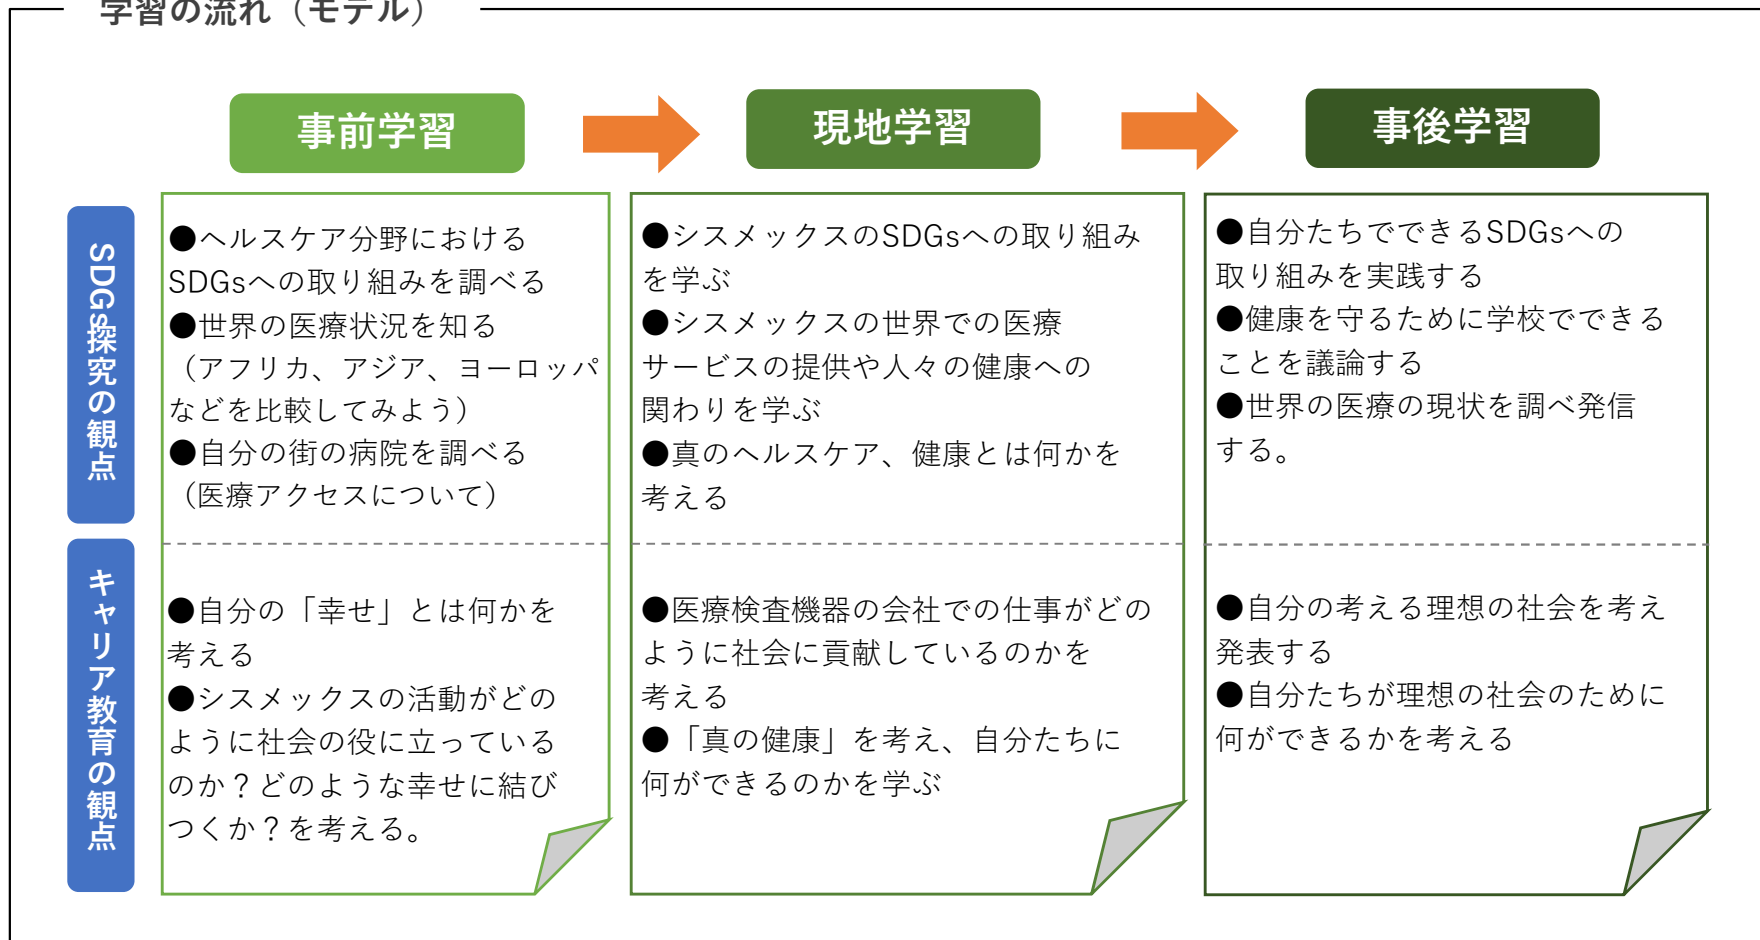 学習の流れ（モデル）
事前学習
現地学習
事後学習
SDGs探究の観点
●ヘルスケア分野における
SDGsへの取り組みを調べる
●世界の医療状況を知る
（アフリカ、アジア、ヨーロッパ
などを比較してみよう）
●自分の街の病院を調べる
（医療アクセスについて）
●シスメックスのSDGsへの取り組み
を学ぶ
●シスメックスの世界での医療
サービスの提供や人々の健康への
関わりを学ぶ
●真のヘルスケア、健康とは何かを
考える
●自分たちでできるSDGsへの
取り組みを実践する
●健康を守るために学校でできる
ことを議論する
●世界の医療の現状を調べ発信
する。
キャリア教育の観点
●自分の「幸せ」とは何かを
考える
●シスメックスの活動がどの
ように社会の役に立っている
のか？どのような幸せに結び
つくか？を考える。
●医療検査機器の会社での仕事がどの
ように社会に貢献しているのかを
考える
●「真の健康」を考え、自分たちに
何ができるのかを学ぶ
●自分の考える理想の社会を考え
発表する
●自分たちが理想の社会のために
何ができるかを考える